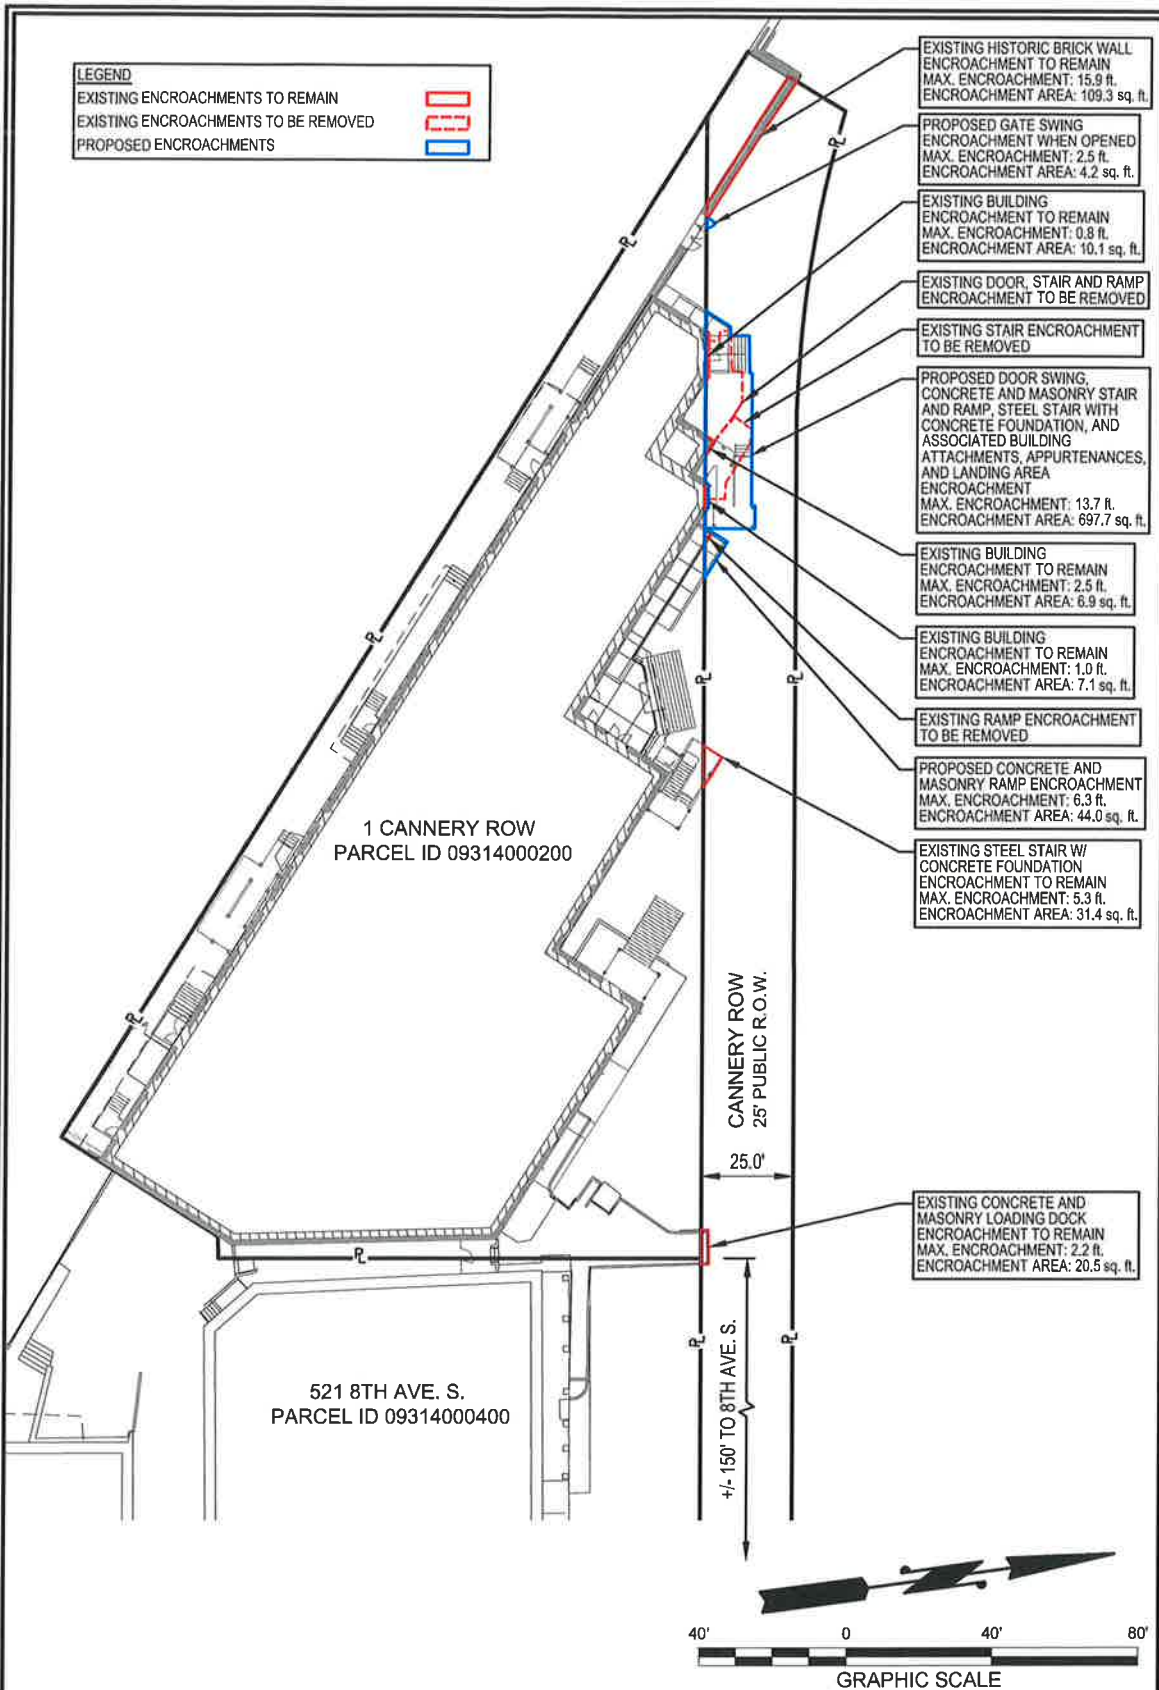 LEGEND
EXISTING ENCROACHMENTS TO REMAIN
EXISTING ENCROACHMENTS TO BE REMOVED
PROPOSED ENCROACHMENTS
EXISTING HISTORIC BRICK WALL
ENCROACHMENT TO REMAIN
MAX. ENCROACHMENT: 15.9 ft.
ENCROACHMENT AREA: 109.3 sq. ft.
PROPOSED GATE SWING
ENCROACHMENT WHEN OPENED
MAX. ENCROACHMENT: 2.5 ft.
ENCROACHMENT AREA: 4.2 sq. ft.
EXISTING BUILDING
ENCROACHMENT TO REMAIN
MAX. ENCROACHMENT: 0.8 ft.
ENCROACHMENT AREA: 10.1 sq. ft.
EXISTING DOOR, STAIR AND RAMP
ENCROACHMENT TO BE REMOVED
EXISTING STAIR ENCROACHMENT
TO BE REMOVED
PROPOSED DOOR SWING,
CONCRETE AND MASONRY STAIR
AND RAMP, STEEL STAIR WITH
CONCRETE FOUNDATION, AND
ASSOCIATED BUILDING
ATTACHMENTS, APPURTENANCES,
AND LANDING AREA
ENCROACHMENT
MAX. ENCROACHMENT: 13.7 ft.
ENCROACHMENT AREA: 697.7 sq. ft.
EXISTING BUILDING
ENCROACHMENT TO REMAIN
MAX. ENCROACHMENT: 2.5 ft.
ENCROACHMENT AREA: 6.9 sq. ft.
EXISTING BUILDING
ENCROACHMENT TO REMAIN
MAX. ENCROACHMENT: 1.0 ft.
ENCROACHMENT AREA: 7.1 sq. ft.
EXISTING RAMP ENCROACHMENT
TO BE REMOVED
PROPOSED CONCRETE AND
MASONRY RAMP ENCROACHMENT
MAX. ENCROACHMENT: 6.3 ft.
ENCROACHMENT AREA: 44.0 sq. ft.
EXISTING STEEL STAIR W/
CONCRETE FOUNDATION
ENCROACHMENT TO REMAIN
MAX. ENCROACHMENT: 5.3 ft.
ENCROACHMENT AREA: 31.4 sq. ft.
EXISTING CONCRETE AND
MASONRY LOADING DOCK
ENCROACHMENT TO REMAIN
MAX. ENCROACHMENT: 2.2 ft.
ENCROACHMENT AREA: 20.5 sq. ft.
PL
PL
PL
PL
PL
PL
PL
PL
PL
1 CANNERY ROW
PARCEL ID 09314000200
CANNERY ROW
25' PUBLIC R.O.W.
25.0'
+/- 150' TO 8TH AVE. S.
521 8TH AVE. S.
PARCEL ID 09314000400
40' 0 40' 80'
GRAPHIC SCALE